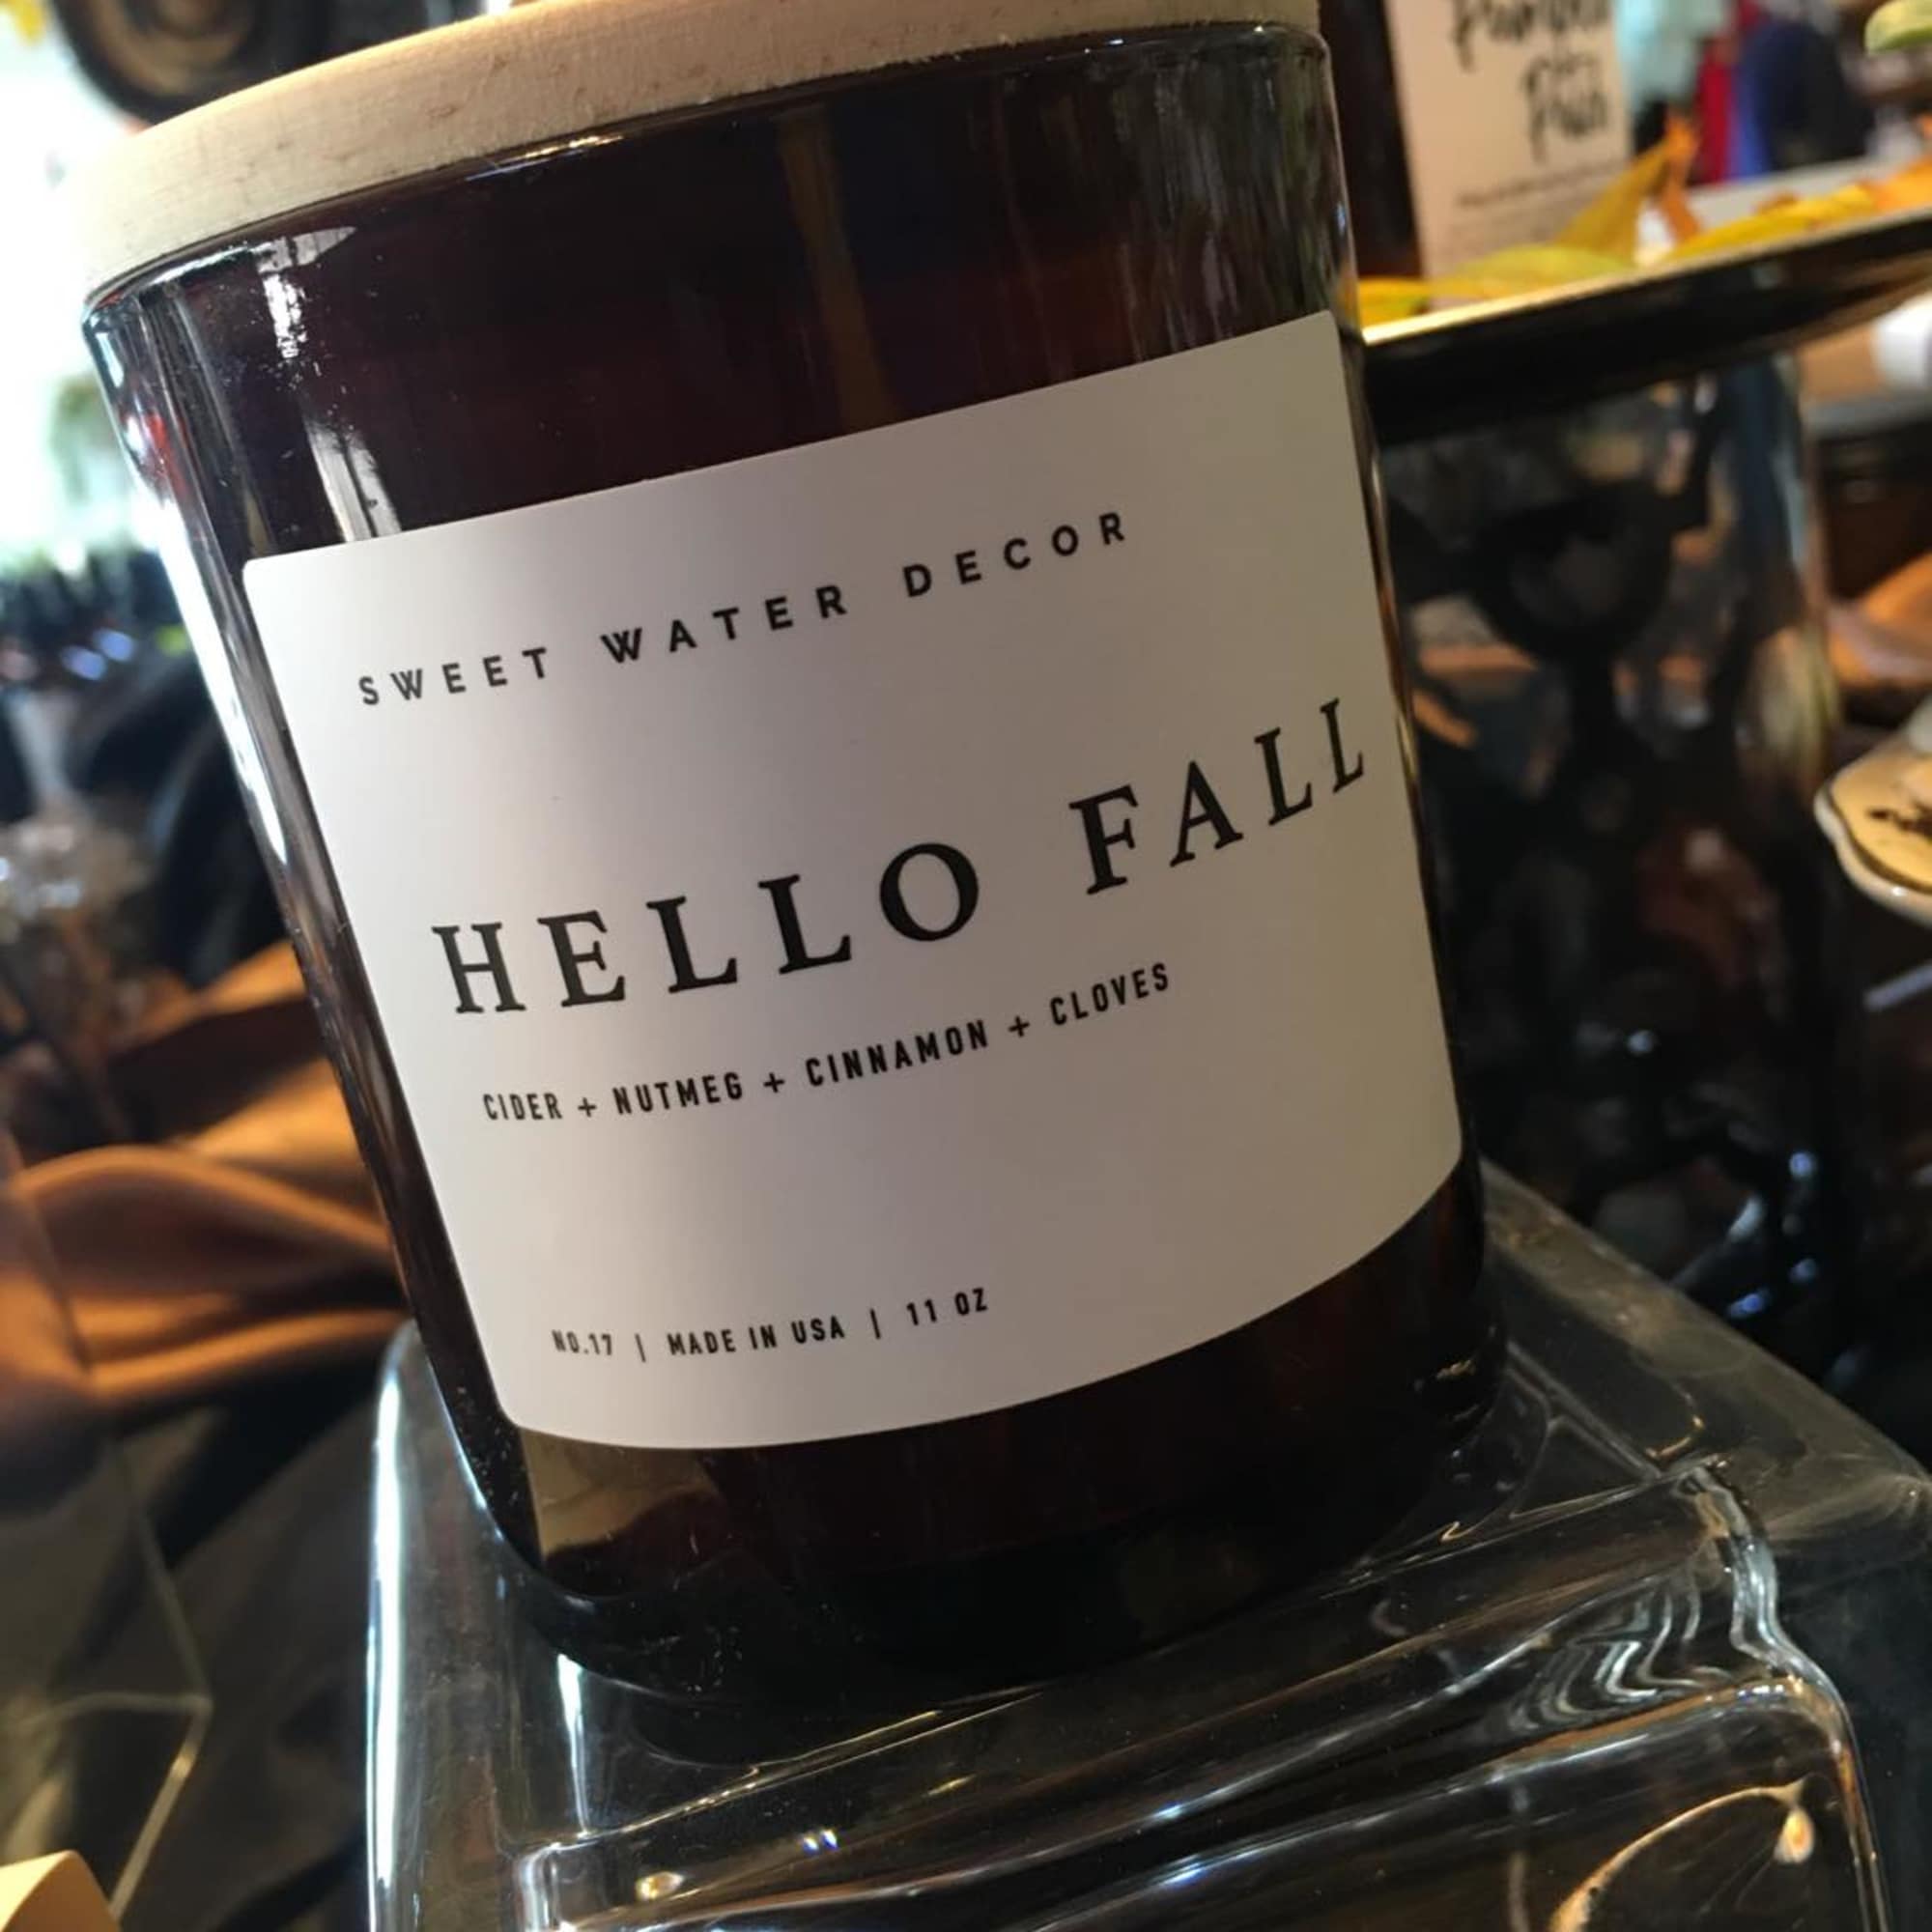 SWEET WATER DECOR
HELLO FALL
CIDER + NUTMEG + CINNAMON + CLOVES
NO.17 | MADE IN USA | 11 OZ